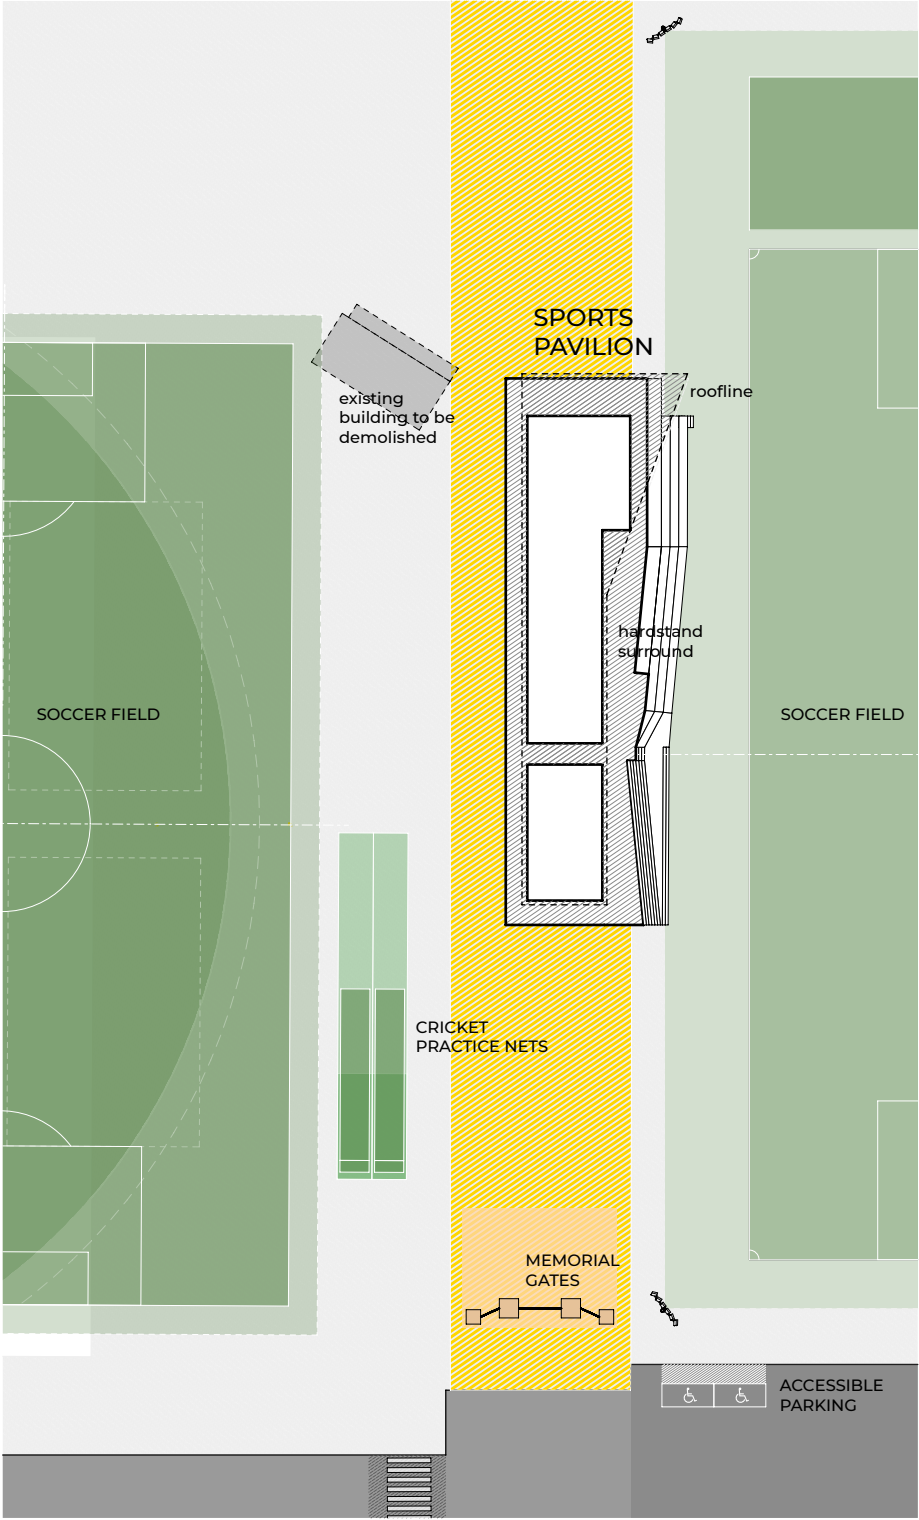 SPORTS
PAVILION
roofline
existing
building to be
demolished
hardstand
surround
SOCCER FIELD
SOCCER FIELD
CRICKET
PRACTICE NETS
MEMORIAL
GATES
ACCESSIBLE
PARKING